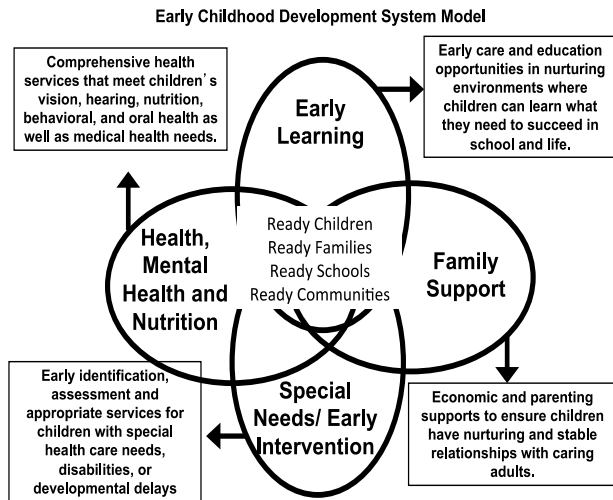 Early Childhood Development System Model
Comprehensive health
services that meet children's
vision, hearing, nutrition,
behavioral, and oral health as
well as medical health needs.
Early care and education
opportunities in nurturing
environments where
children can learn what
they need to succeed in
school and life.
Early
Learning
Health,
Mental
Health and
Nutrition
Ready Children
Ready Families
Ready Schools
Ready Communities
Family
Support
Special
Needs/ Early
Intervention
Early identification,
assessment and
appropriate services for
children with special
health care needs,
disabilities, or
developmental delays
Economic and parenting
supports to ensure children
have nurturing and stable
relationships with caring
adults.